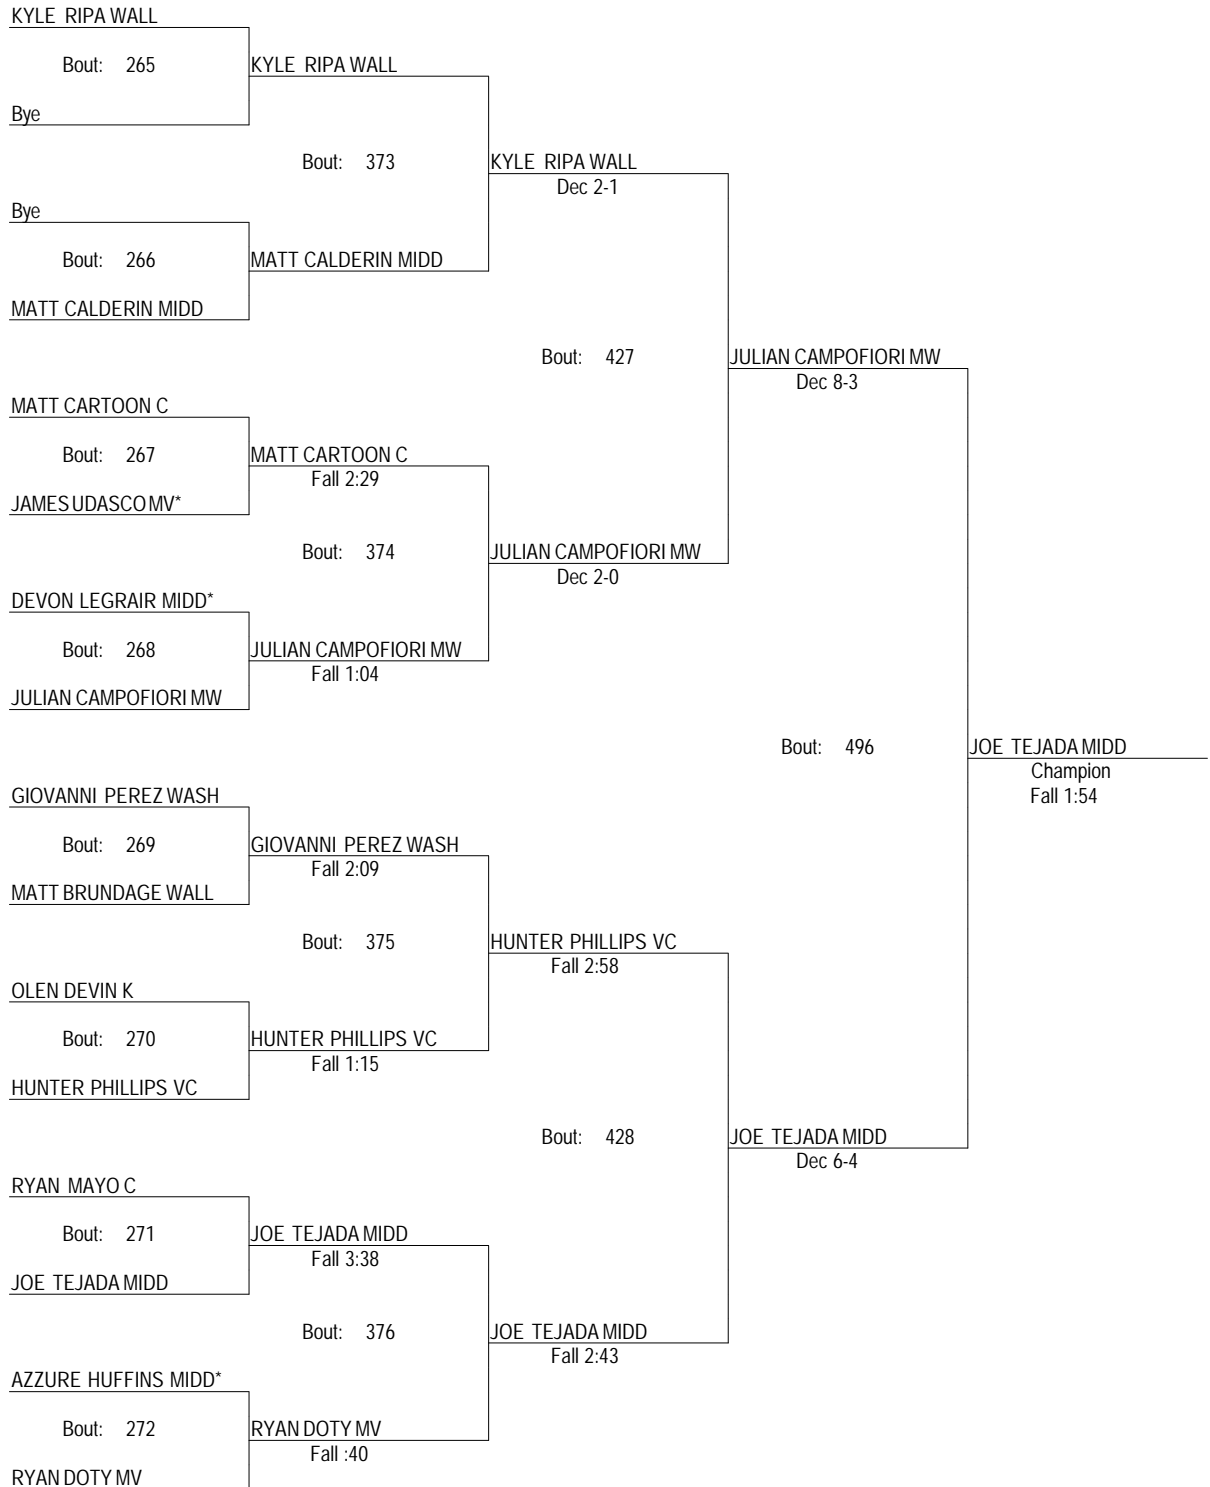 KYLE RIPA WALL
Bout: 265 KYLE RIPA WALL
Bye
Bout: 373 KYLE RIPA WALL
Dec 2-1
Bye
Bout: 266 MATT CALDERIN MIDD
MATT CALDERIN MIDD
Bout: 427 JULIAN CAMPOFIORI MW
Dec 8-3
MATT CARTOON C
Bout: 267 MATT CARTOON C
Fall 2:29
JAMES UDASCO MV*
Bout: 374 JULIAN CAMPOFIORI MW
Dec 2-0
DEVON LEGRAIR MIDD*
Bout: 268 JULIAN CAMPOFIORI MW
Fall 1:04
JULIAN CAMPOFIORI MW
Bout: 496 JOE TEJADA MIDD
Champion
GIOVANNI PEREZ WASH Fall 1:54
Bout: 269 GIOVANNI PEREZ WASH
Fall 2:09
MATT BRUNDAGE WALL
Bout: 375 HUNTER PHILLIPS VC
Fall 2:58
OLEN DEVIN K
Bout: 270 HUNTER PHILLIPS VC
Fall 1:15
HUNTER PHILLIPS VC
Bout: 428 JOE TEJADA MIDD
Dec 6-4
RYAN MAYO C
Bout: 271 JOE TEJADA MIDD
Fall 3:38
JOE TEJADA MIDD
Bout: 376 JOE TEJADA MIDD
Fall 2:43
AZZURE HUFFINS MIDD*
Bout: 272 RYAN DOTY MV
Fall :40
RYAN DOTY MV